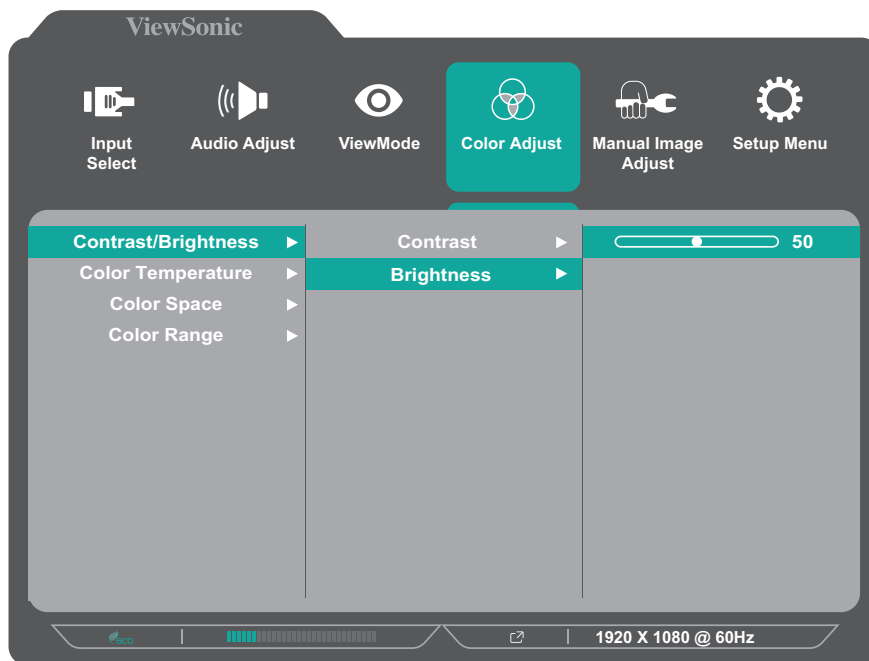 ViewSonic
Input
Select
Audio Adjust
ViewMode
Color Adjust
Manual Image
Adjust
Setup Menu
Contrast/Brightness
Contrast
50
Color Temperature
Brightness
Color Space
Color Range
eco
1920 X 1080 @ 60Hz